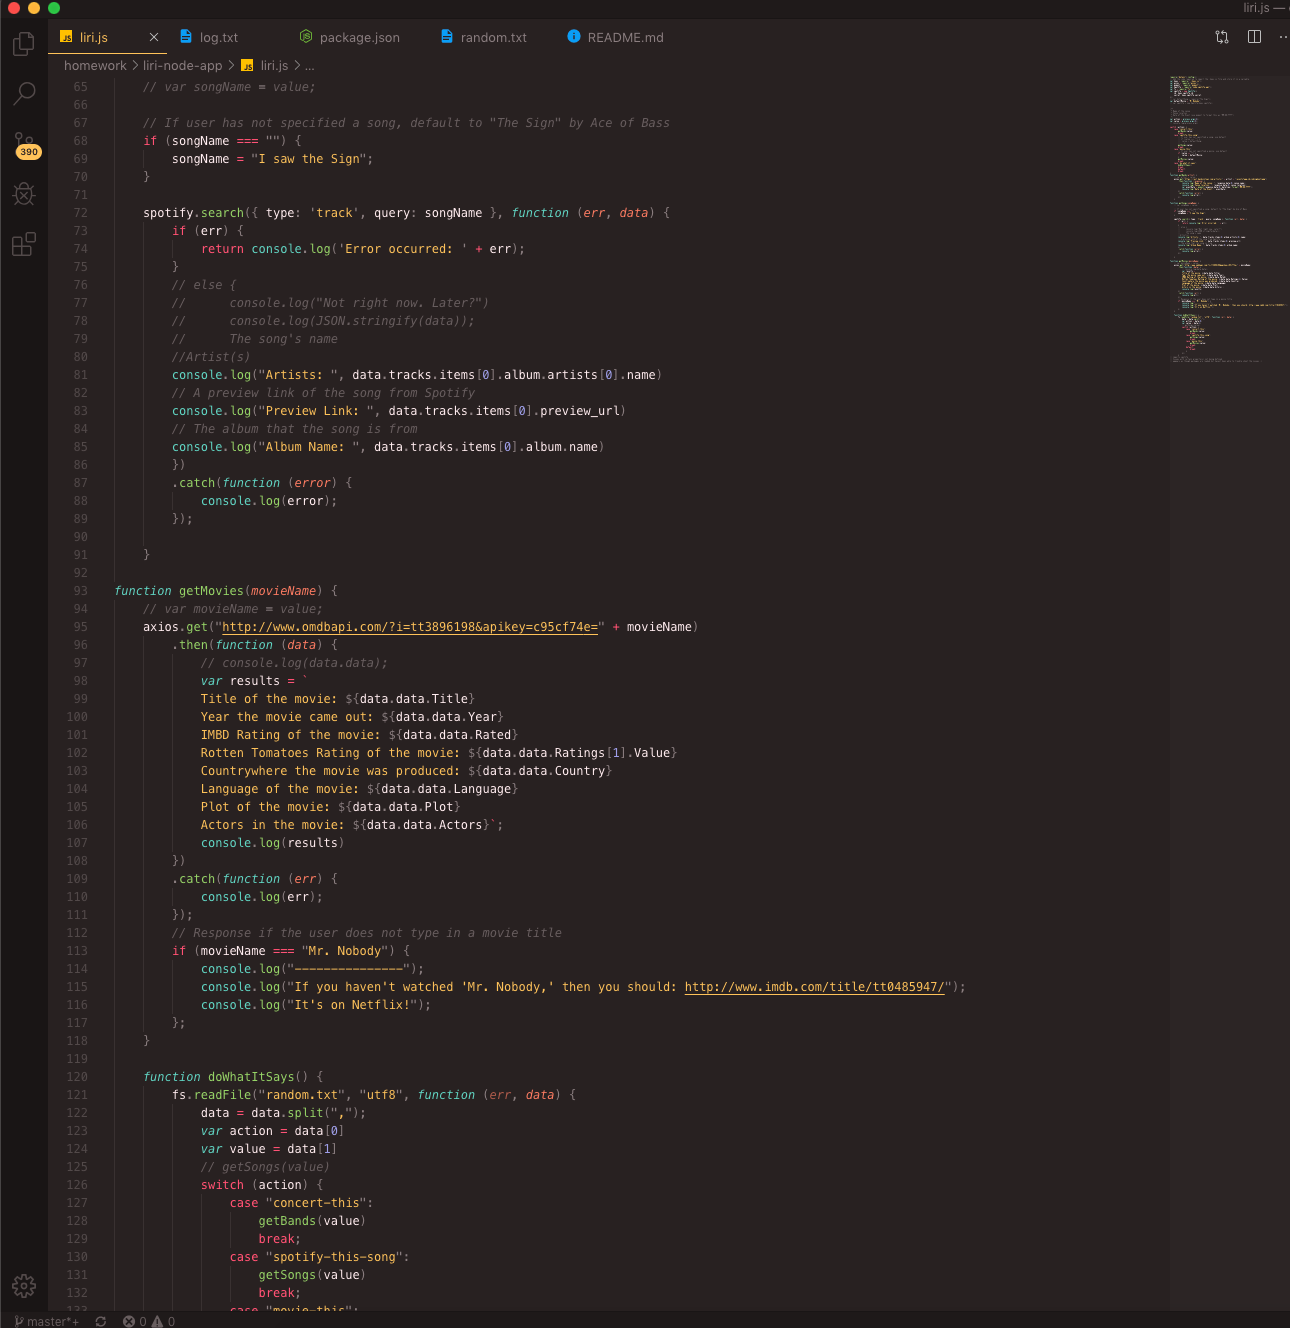 liri.js —
liri.js × log.txt package.json random.txt README.md
homework > liri-node-app > JS liri.js > ...
65 // var songName = value;
66
67 // If user has not specified a song, default to "The Sign" by Ace of Bass
68 if (songName === "") {
69 songName = "I saw the Sign";
70 }
71
72 spotify.search({ type: 'track', query: songName }, function (err, data) {
73 if (err) {
74 return console.log('Error occurred: ' + err);
75 }
76 // else {
77 // console.log("Not right now. Later?")
78 // console.log(JSON.stringify(data));
79 // The song's name
80 //Artist(s)
81 console.log("Artists: ", data.tracks.items[0].album.artists[0].name)
82 // A preview link of the song from Spotify
83 console.log("Preview Link: ", data.tracks.items[0].preview_url)
84 // The album that the song is from
85 console.log("Album Name: ", data.tracks.items[0].album.name)
86 })
87 .catch(function (error) {
88 console.log(error);
89 });
90
91 }
92
93 function getMovies(movieName) {
94 // var movieName = value;
95 axios.get("http://www.omdbapi.com/?i=tt3896198&apikey=c95cf74e=" + movieName)
96 .then(function (data) {
97 // console.log(data.data);
98 var results = `
99 Title of the movie: ${data.data.Title}
100 Year the movie came out: ${data.data.Year}
101 IMBD Rating of the movie: ${data.data.Rated}
102 Rotten Tomatoes Rating of the movie: ${data.data.Ratings[1].Value}
103 Countrywhere the movie was produced: ${data.data.Country}
104 Language of the movie: ${data.data.Language}
105 Plot of the movie: ${data.data.Plot}
106 Actors in the movie: ${data.data.Actors}`;
107 console.log(results)
108 })
109 .catch(function (err) {
110 console.log(err);
111 });
112 // Response if the user does not type in a movie title
113 if (movieName === "Mr. Nobody") {
114 console.log("---------------");
115 console.log("If you haven't watched 'Mr. Nobody,' then you should: http://www.imdb.com/title/tt0485947/");
116 console.log("It's on Netflix!");
117 };
118 }
119
120 function doWhatItSays() {
121 fs.readFile("random.txt", "utf8", function (err, data) {
122 data = data.split(",");
123 var action = data[0]
124 var value = data[1]
125 // getSongs(value)
126 switch (action) {
127 case "concert-this":
128 getBands(value)
129 break;
130 case "spotify-this-song":
131 getSongs(value)
132 break;
133 case "movie-this":
390
master*+ 0 0